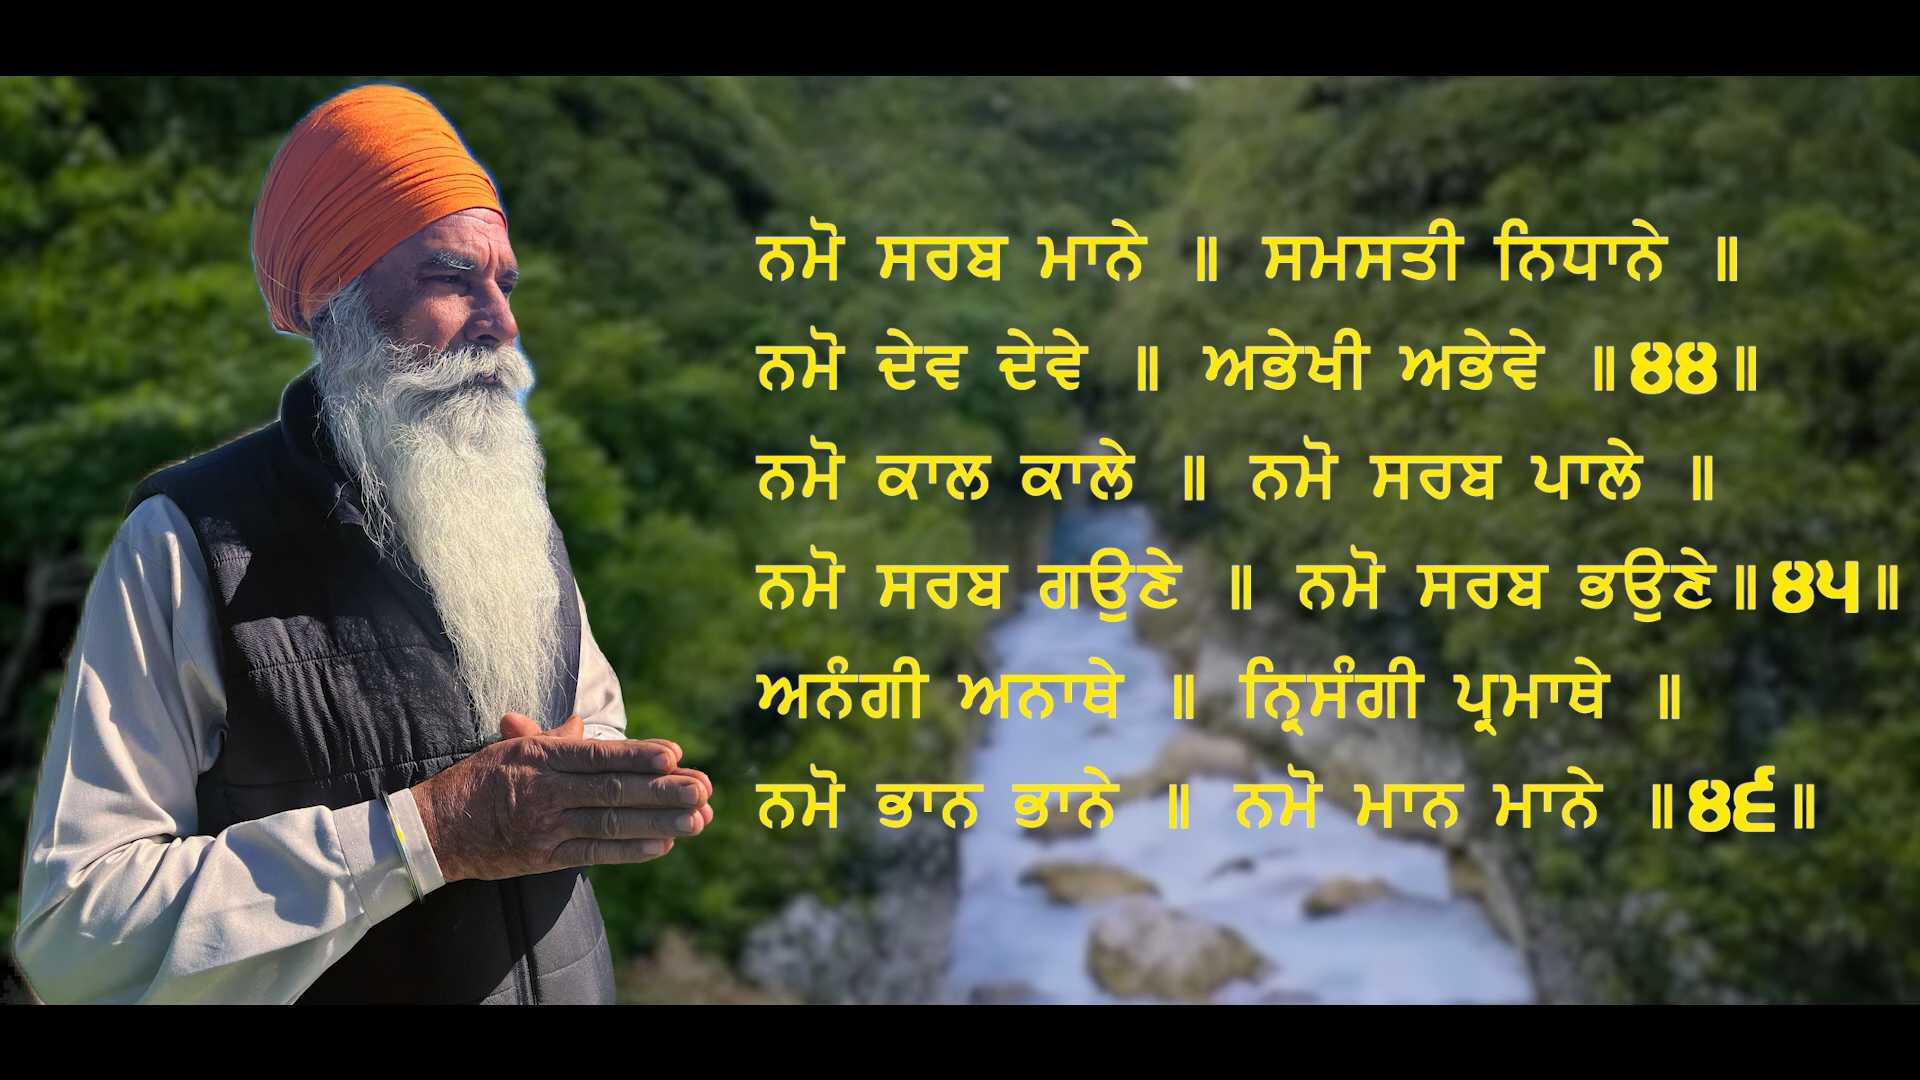 ਨਮੋ ਸਰਬ ਮਾਨੇ ॥ ਸਮਸਤੀ ਨਿਧਾਨੇ ॥
ਨਮੋ ਦੇਵ ਦੇਵੇ ॥ ਅਭੇਖੀ ਅਭੇਵੇ ॥੪੪॥
ਨਮੋ ਕਾਲ ਕਾਲੇ ॥ ਨਮੋ ਸਰਬ ਪਾਲੇ ॥
ਨਮੋ ਸਰਬ ਗਉਣੇ ॥ ਨਮੋ ਸਰਬ ਭਉਣੇ॥੪੫॥
ਅਨੰਗੀ ਅਨਾਥੇ ॥ ਨ੍ਰਿਸੰਗੀ ਪ੍ਰਮਾਥੇ ॥
ਨਮੋ ਭਾਨ ਭਾਨੇ ॥ ਨਮੋ ਮਾਨ ਮਾਨੇ ॥੪੬॥